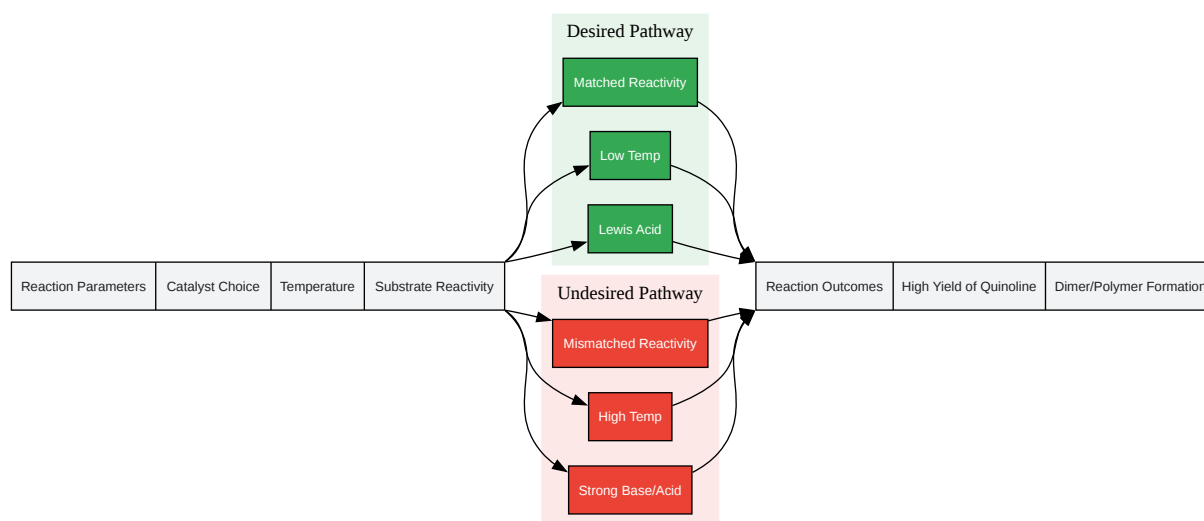 Desired Pathway
Matched Reactivity
Low Temp
Lewis Acid
Reaction Parameters
Catalyst Choice
Temperature
Substrate Reactivity
Undesired Pathway
Mismatched Reactivity
High Temp
Strong Base/Acid
Reaction Outcomes
High Yield of Quinoline
Dimer/Polymer Formation